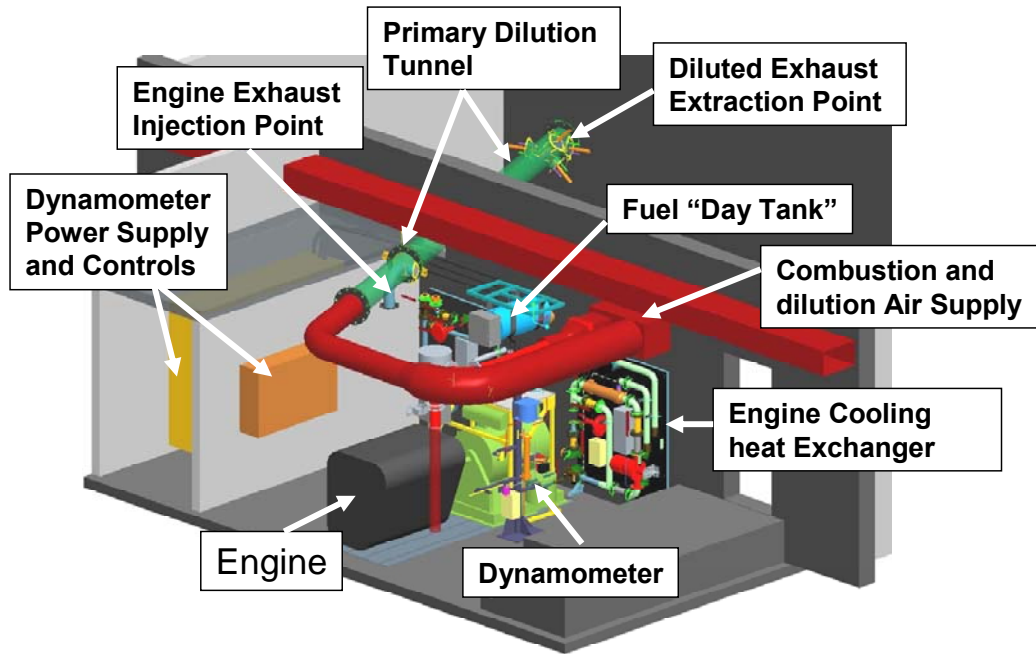 Primary Dilution
Tunnel
Diluted Exhaust
Extraction Point
Engine Exhaust
Injection Point
Dynamometer
Power Supply
and Controls
Fuel “Day Tank”
Combustion and
dilution Air Supply
Engine Cooling
heat Exchanger
Engine
Dynamometer